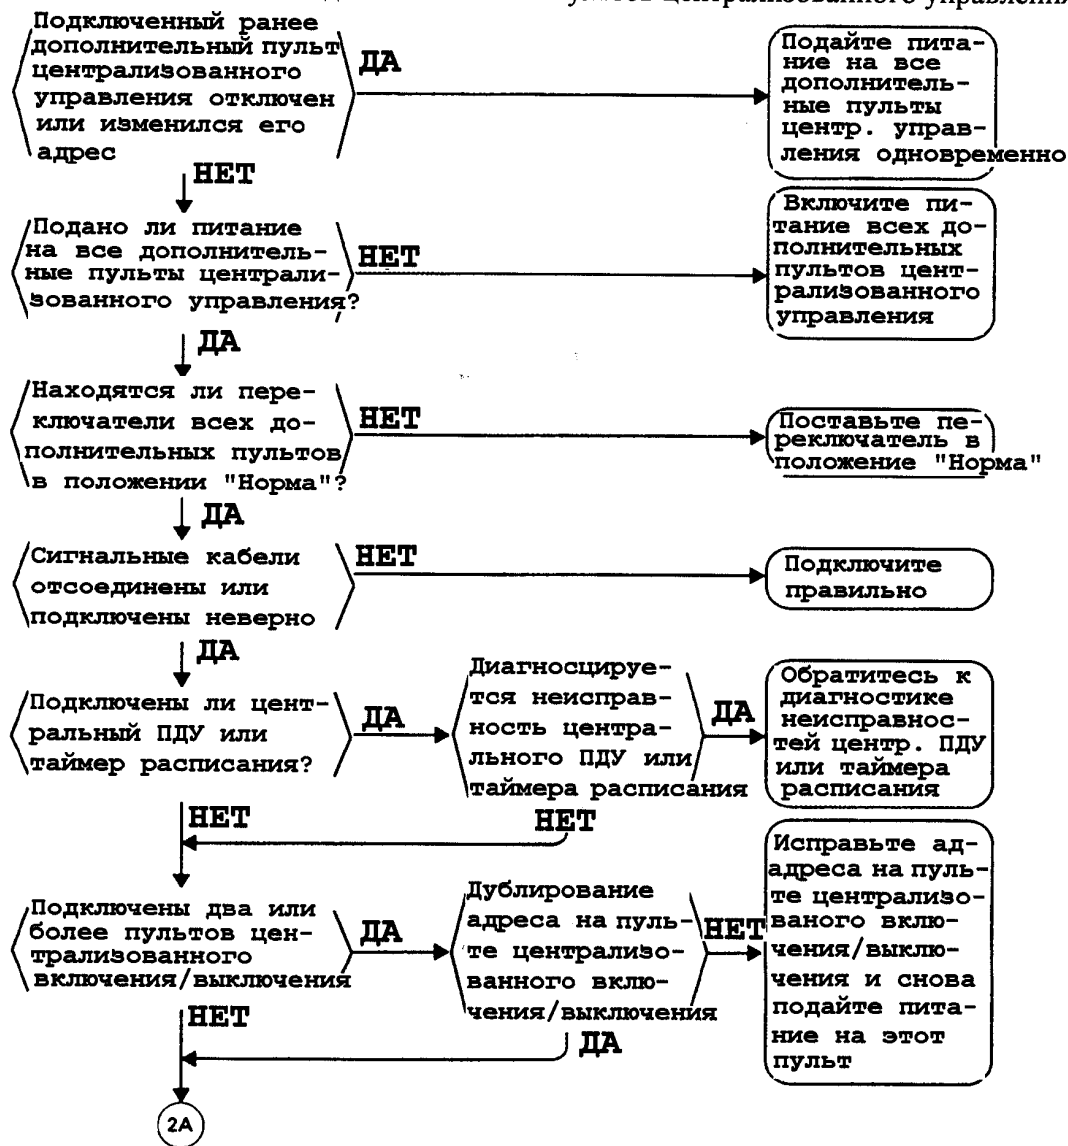 централизованного управления
Подключенный ранее
дополнительный пульт
централизованного
управления отключен
или изменился его
адрес
ДА
Подайте пита-
ние на все
дополнитель-
ные пульты
центр. управ-
ления одновременно
НЕТ
Подано ли питание
на все дополнитель-
ные пульты централи-
зованного управления?
НЕТ
Включите пи-
тание всех до-
полнительных
пультов цент-
рализованного
управления
ДА
Находятся ли пере-
ключатели всех до-
полнительных пультов
в положении "Норма"?
НЕТ
Поставьте пе-
реключатель в
положение "Норма"
ДА
Сигнальные кабели
отсоединены или
подключены неверно
НЕТ
Подключите
правильно
ДА
Подключены ли цент-
ральный ПДУ или
таймер расписания?
ДА
Диагносцируе-
тся неисправ-
ность центра-
льного ПДУ или
таймера расписания
ДА
Обратитесь к
диагностике
неисправнос-
тей центр. ПДУ
или таймера
расписания
НЕТ
НЕТ
Подключены два или
более пультов цен-
трализованного
включения/выключения
ДА
Дублирование
адреса на пуль-
те централизо-
ванного вклю-
чения/выключения
НЕТ
Исправьте ад-
адреса на пуль-
те централизо-
ваного вклю-
чения/выклю-
чения и снова
подайте пита-
ние на этот
пульт
НЕТ
ДА
2А